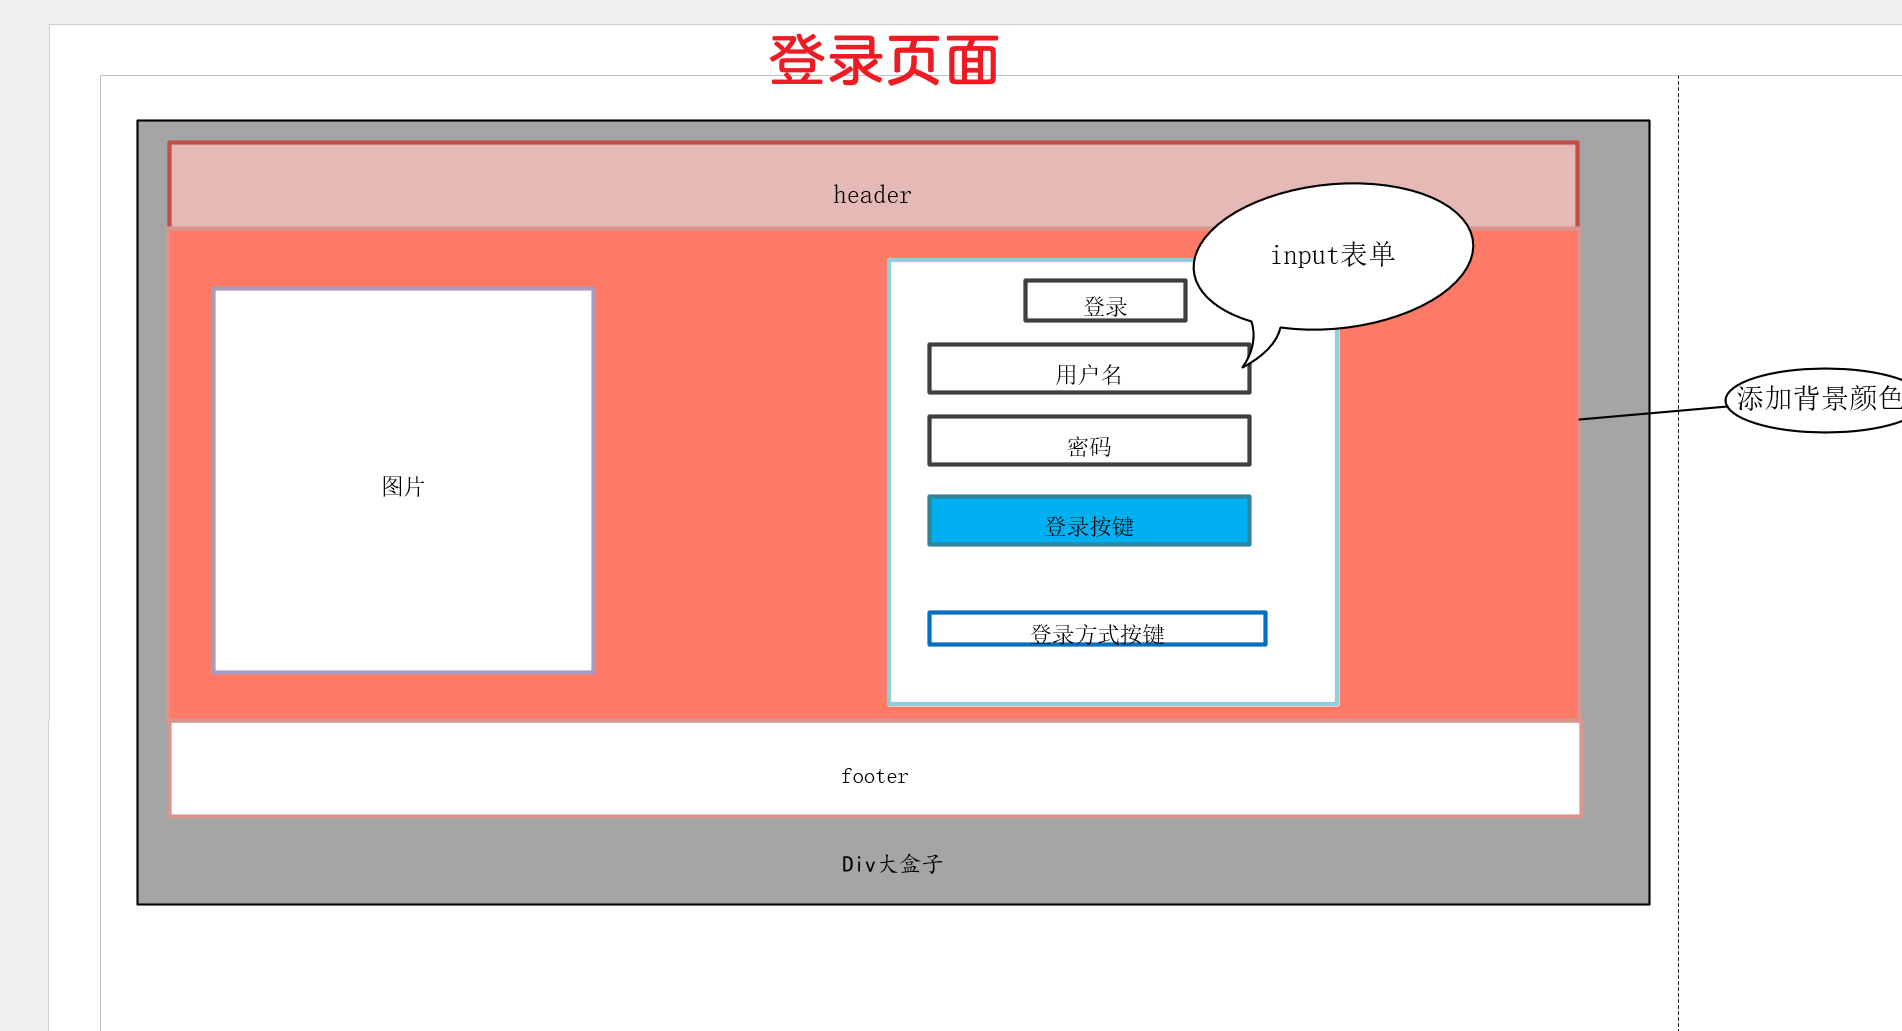 登录页面
header
input表单
登录
用户名
添加背景颜色
密码
图片
登录按键
登录方式按键
footer
Div大盒子